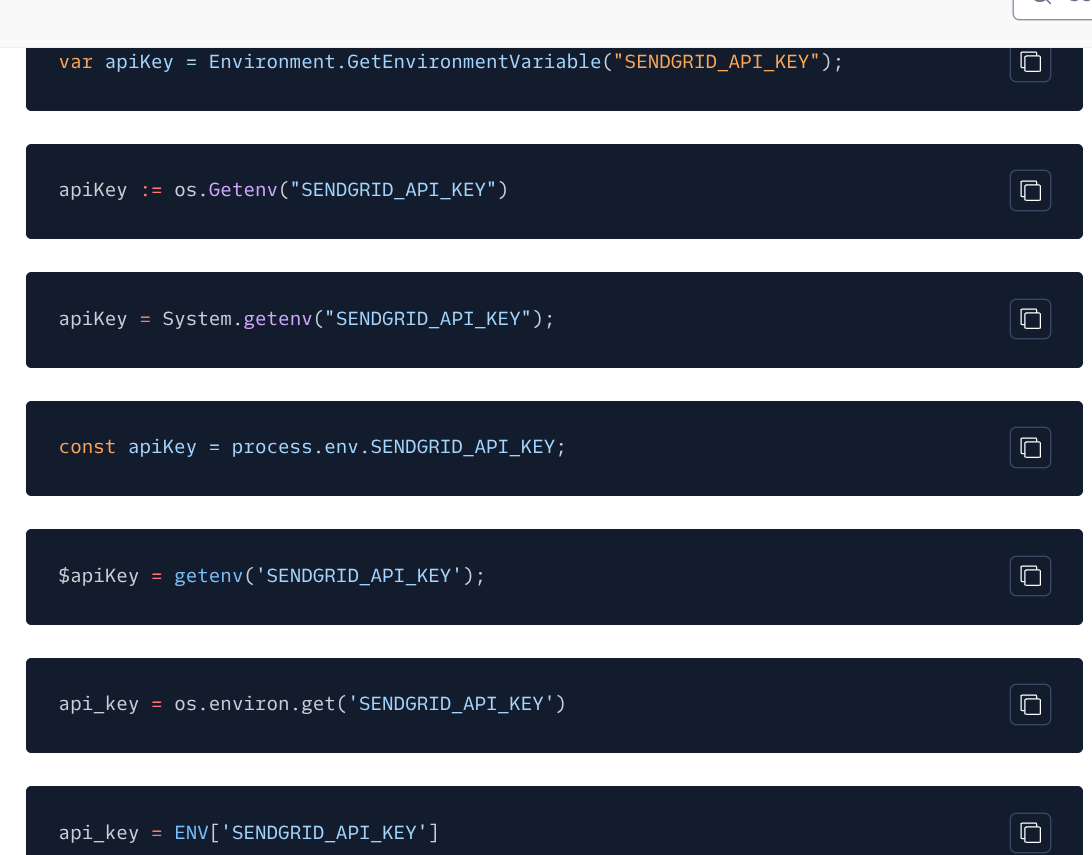 var apiKey = Environment.GetEnvironmentVariable("SENDGRID_API_KEY");
apiKey := os.Getenv("SENDGRID_API_KEY")
apiKey = System.getenv("SENDGRID_API_KEY");
const apiKey = process.env.SENDGRID_API_KEY;
$apiKey = getenv('SENDGRID_API_KEY');
api_key = os.environ.get('SENDGRID_API_KEY')
api_key = ENV['SENDGRID_API_KEY']